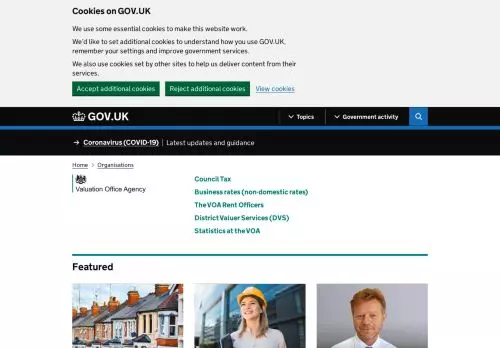 Cookies on GOV.UK
We use some essential cookies to make this website work.
We'd like to set additional cookies to understand how you use GOV.UK,
remember your settings and improve government services.
We also use cookies set by other sites to help us deliver content from their
services.
Accept additional cookies Reject additional cookies View cookies
GOV.UK Topics Government activity
→ Coronavirus (COVID-19) Latest updates and guidance
Home > Organisations
Valuation Office Agency
Council Tax
Business rates (non-domestic rates)
The VOA Rent Officers
District Valuer Services (DVS)
Statistics at the VOA
Featured